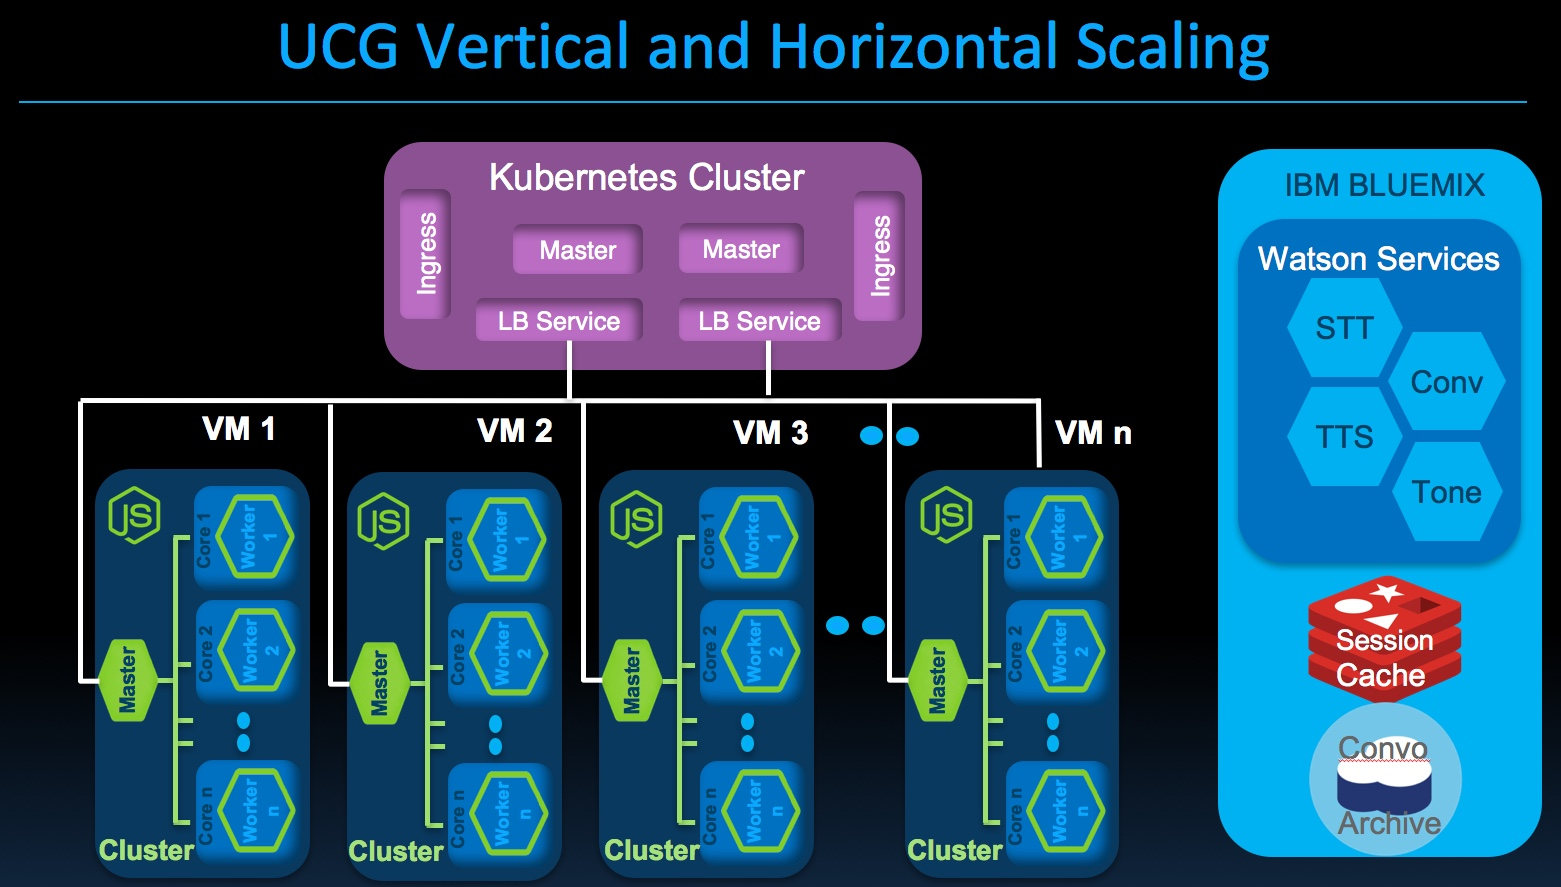 UCG Vertical and Horizontal Scaling
Kubernetes Cluster
Ingress
Master
Master
Ingress
LB Service
LB Service
VM 1
VM 2
VM 3
VM n
JS
Core 1
Worker
1
Core 2
Worker
2
Master
Core n
Worker
n
Cluster
JS
Core 1
Worker
1
Core 2
Worker
2
Master
Core n
Worker
n
Cluster
JS
Core 1
Worker
1
Core 2
Worker
2
Master
Core n
Worker
n
Cluster
JS
Core 1
Worker
1
Core 2
Worker
2
Master
Core n
Worker
n
Cluster
IBM BLUEMIX
Watson Services
STT
Conv
TTS
Tone
Session
Cache
Convo
Archive